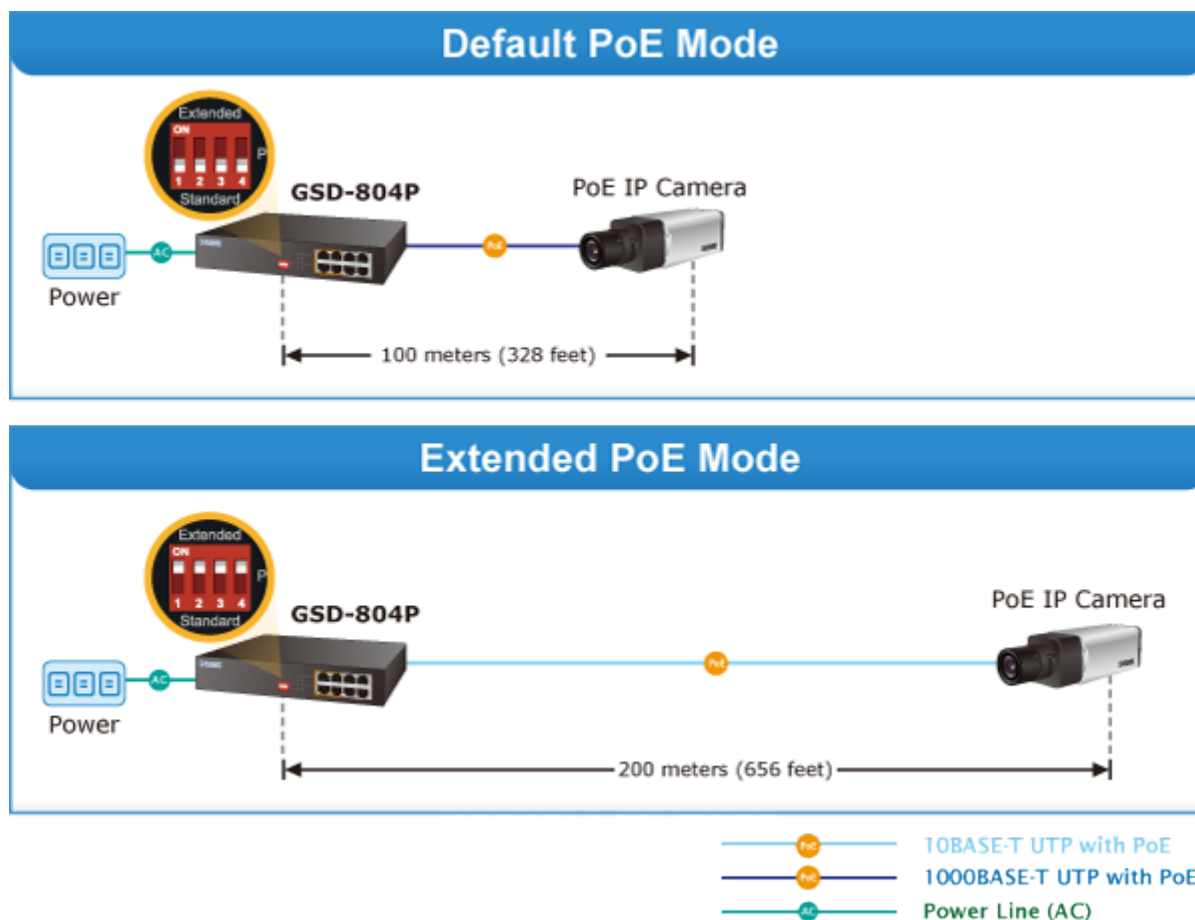 Default PoE Mode
Extended
ON
P
1 2 3 4
Standard
GSD-804P
PoE IP Camera
AC
PoE
Power
100 meters (328 feet)
Extended PoE Mode
Extended
ON
P
1 2 3 4
Standard
GSD-804P
PoE IP Camera
AC
PoE
Power
200 meters (656 feet)
PoE 10BASE-T UTP with PoE
PoE 1000BASE-T UTP with PoE
AC Power Line (AC)